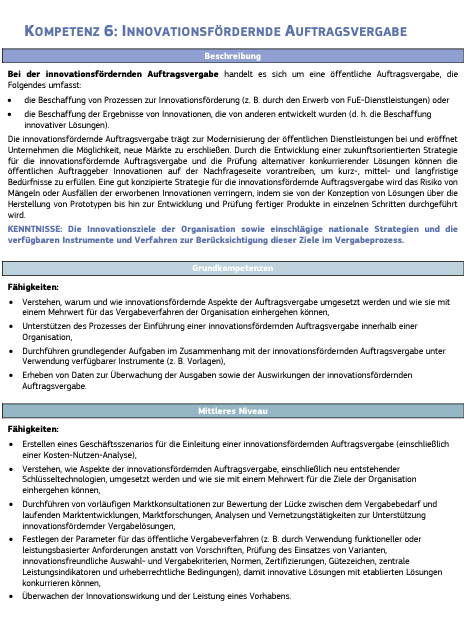 KOMPETENZ 6: INNOVATIONSFÖRDERNDE AUFTRAGSVERGABE
Beschreibung
Bei der innovationsfördernden Auftragsvergabe handelt es sich um eine öffentliche Auftragsvergabe, die
Folgendes umfasst:
• die Beschaffung von Prozessen zur Innovationsförderung (z. B. durch den Erwerb von FuE-Dienstleistungen) oder
• die Beschaffung der Ergebnisse von Innovationen, die von anderen entwickelt wurden (d. h. die Beschaffung
innovativer Lösungen).
Die innovationsfördernde Auftragsvergabe trägt zur Modernisierung der öffentlichen Dienstleistungen bei und eröffnet
Unternehmen die Möglichkeit, neue Märkte zu erschließen. Durch die Entwicklung einer zukunftsorientierten Strategie
für die innovationsfördernde Auftragsvergabe und die Prüfung alternativer konkurrierender Lösungen können die
öffentlichen Auftraggeber Innovationen auf der Nachfrageseite vorantreiben, um kurz-, mittel- und langfristige
Bedürfnisse zu erfüllen. Eine gut konzipierte Strategie für die innovationsfördernde Auftragsvergabe wird das Risiko von
Mängeln oder Ausfällen der erworbenen Innovationen verringern, indem sie von der Konzeption von Lösungen über die
Herstellung von Prototypen bis hin zur Entwicklung und Prüfung fertiger Produkte in einzelnen Schritten durchgeführt
wird.
KENNTNISSE: Die Innovationsziele der Organisation sowie einschlägige nationale Strategien und die
verfügbaren Instrumente und Verfahren zur Berücksichtigung dieser Ziele im Vergabeprozess.
Grundkompetenzen
Fähigkeiten:
• Verstehen, warum und wie innovationsfördernde Aspekte der Auftragsvergabe umgesetzt werden und wie sie mit
einem Mehrwert für das Vergabeverfahren der Organisation einhergehen können,
• Unterstützen des Prozesses der Einführung einer innovationsfördernden Auftragsvergabe innerhalb einer
Organisation,
• Durchführen grundlegender Aufgaben im Zusammenhang mit der innovationsfördernden Auftragsvergabe unter
Verwendung verfügbarer Instrumente (z. B. Vorlagen),
• Erheben von Daten zur Überwachung der Ausgaben sowie der Auswirkungen der innovationsfördernden
Auftragsvergabe.
Mittleres Niveau
Fähigkeiten:
• Erstellen eines Geschäftsszenarios für die Einleitung einer innovationsfördernden Auftragsvergabe (einschließlich
einer Kosten-Nutzen-Analyse),
• Verstehen, wie Aspekte der innovationsfördernden Auftragsvergabe, einschließlich neu entstehender
Schlüsseltechnologien, umgesetzt werden und wie sie mit einem Mehrwert für die Ziele der Organisation
einhergehen können,
• Durchführen von vorläufigen Marktkonsultationen zur Bewertung der Lücke zwischen dem Vergabebedarf und
laufenden Marktentwicklungen, Marktforschungen, Analysen und Vernetzungstätigkeiten zur Unterstützung
innovationsfördernder Vergabelösungen,
• Festlegen der Parameter für das öffentliche Vergabeverfahren (z. B. durch Verwendung funktioneller oder
leistungsbasierter Anforderungen anstatt von Vorschriften, Prüfung des Einsatzes von Varianten,
innovationsfreundliche Auswahl- und Vergabekriterien, Normen, Zertifizierungen, Gütezeichen, zentrale
Leistungsindikatoren und urheberrechtliche Bedingungen), damit innovative Lösungen mit etablierten Lösungen
konkurrieren können,
• Überwachen der Innovationswirkung und der Leistung eines Vorhabens.